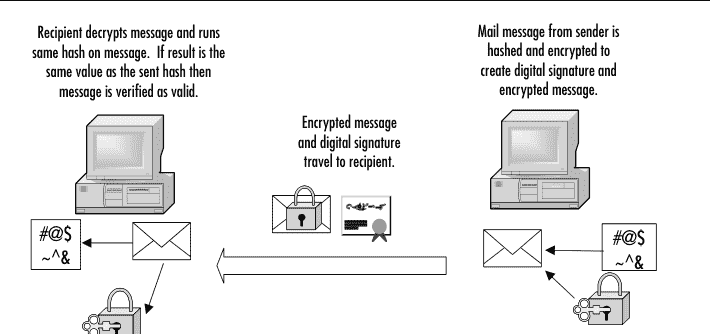 Recipient decrypts message and runs
same hash on message.  If result is the
same value as the sent hash then
message is verified as valid.
Encrypted message
and digital signature
travel to recipient.
Mail message from sender is
hashed and encrypted to
create digital signature and
encrypted message.
#@$
~^&
#@$
~^&